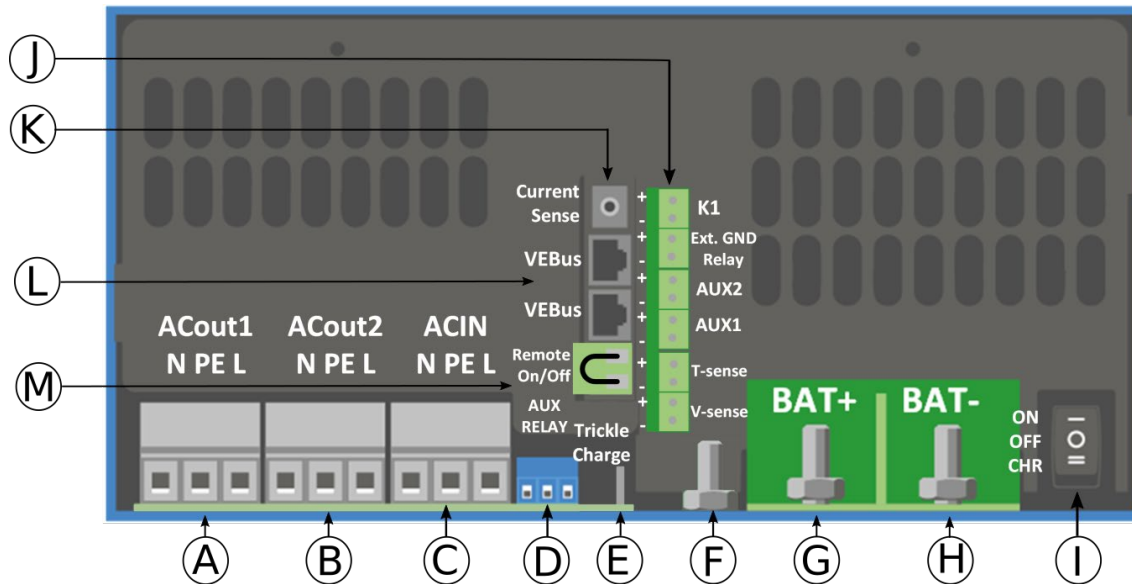 J
K
L
M
Current
Sense
VEBus
VEBus
Remote
On/Off
AUX
RELAY
Trickle
Charge
+
-
+
-
+
-
+
-
+
-
+
-
K1
Ext. GND
Relay
AUX2
AUX1
T-sense
V-sense
ACout1
N PE L
ACout2
N PE L
ACIN
N PE L
BAT+
BAT-
ON
OFF
CHR
A
B
C
D
E
F
G
H
I